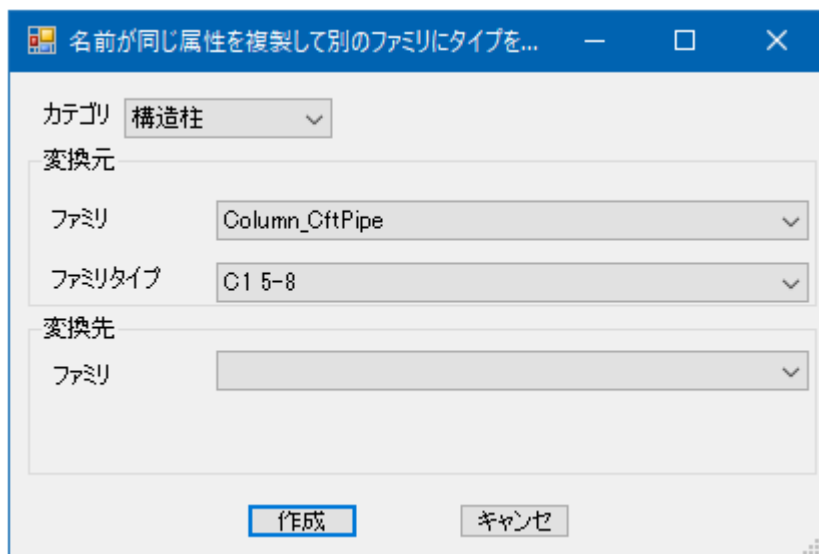 名前が同じ属性を複製して別のファミリにタイプを...
カテゴリ 構造柱
変換元
ファミリ Column_CftPipe
ファミリタイプ C1 5-8
変換先
ファミリ
作成 キャンセ